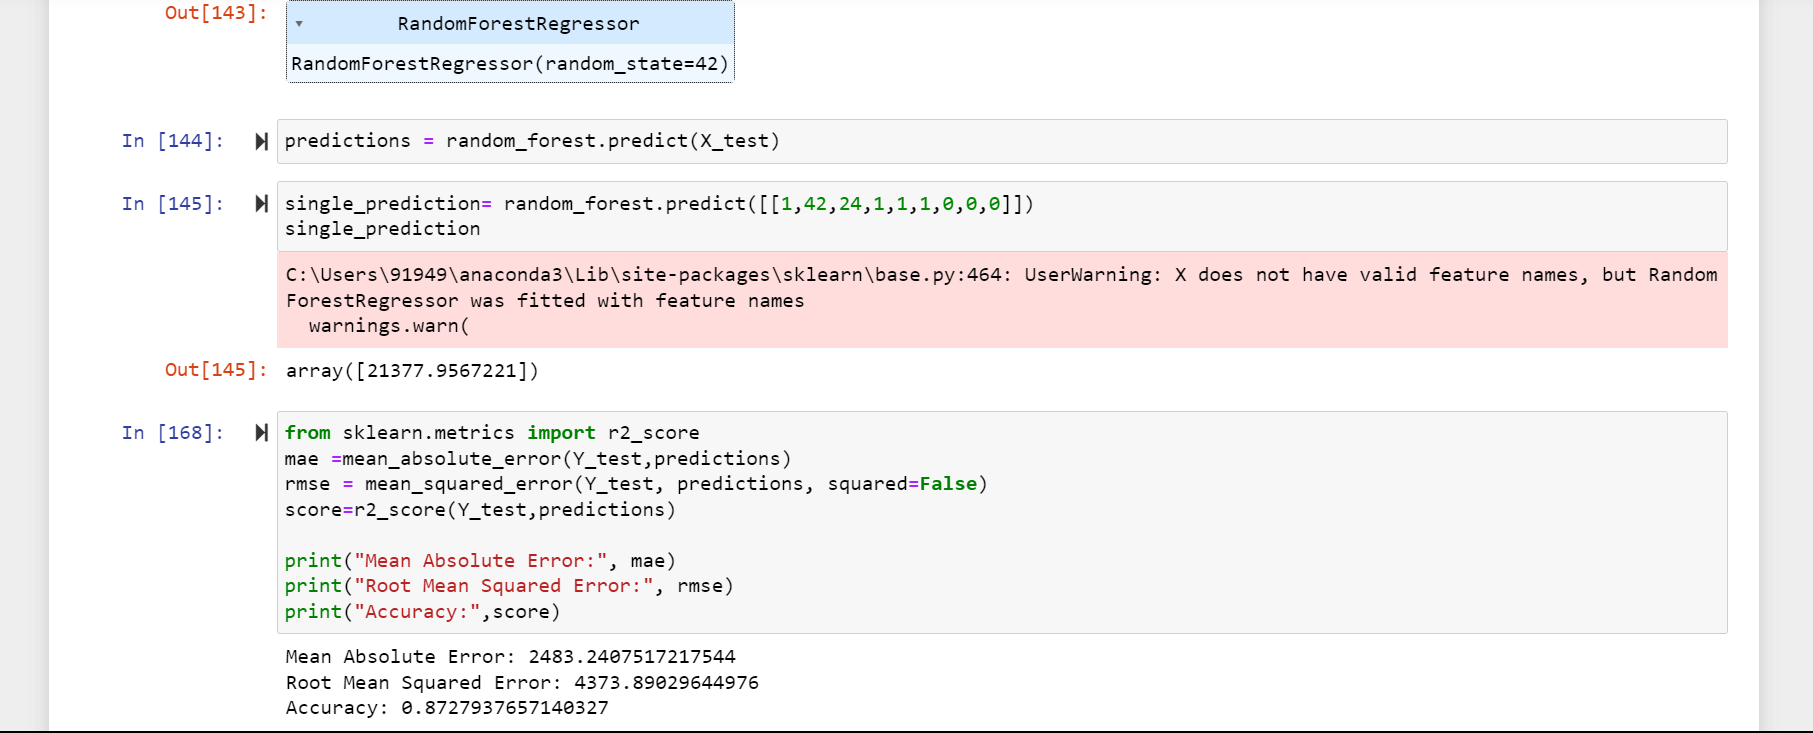 Out[143]:
RandomForestRegressor
RandomForestRegressor(random_state=42)
In [144]:
predictions = random_forest.predict(X_test)
In [145]:
single_prediction= random_forest.predict([[1,42,24,1,1,1,0,0,0]])
single_prediction
C:\Users\91949\anaconda3\Lib\site-packages\sklearn\base.py:464: UserWarning: X does not have valid feature names, but Random
ForestRegressor was fitted with feature names
warnings.warn(
Out[145]:
array([21377.9567221])
In [168]:
from sklearn.metrics import r2_score
mae =mean_absolute_error(Y_test,predictions)
rmse = mean_squared_error(Y_test, predictions, squared=False)
score=r2_score(Y_test,predictions)
print("Mean Absolute Error:", mae)
print("Root Mean Squared Error:", rmse)
print("Accuracy:",score)
Mean Absolute Error: 2483.2407517217544
Root Mean Squared Error: 4373.89029644976
Accuracy: 0.8727937657140327